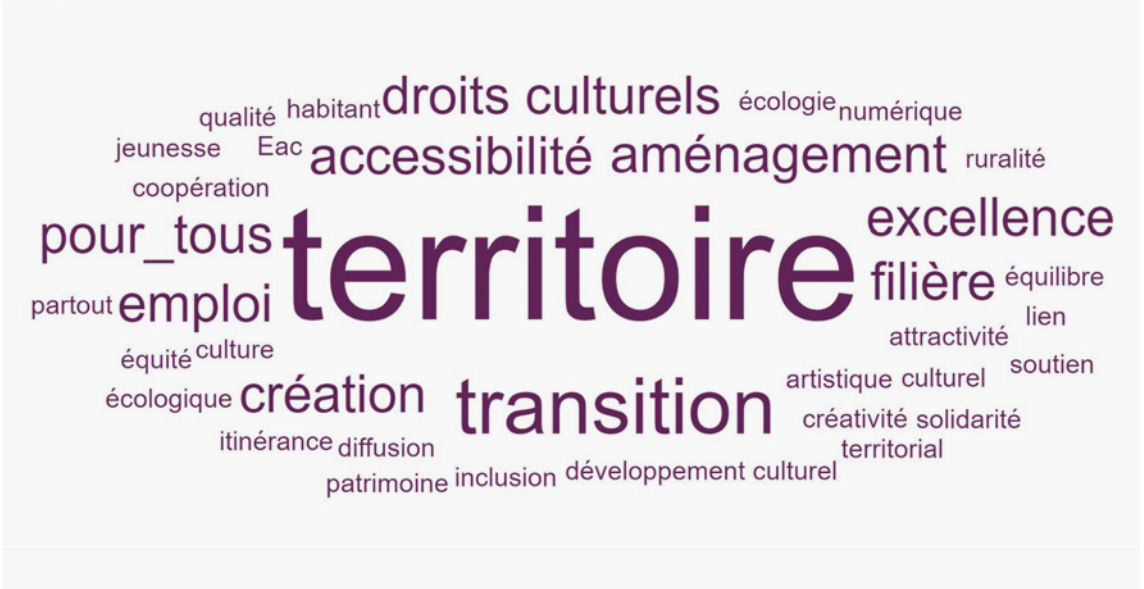 droits culturels
qualité habitant écologie numérique
jeunesse Eac accessibilité aménagement ruralité
coopération
pour_tous territoire excellence
filière équilibre
partout emploi lien
attractivité
équité culture soutien
artistique culturel
écologique création transition créativité solidarité
itinérance diffusion territorial
patrimoine inclusion développement culturel